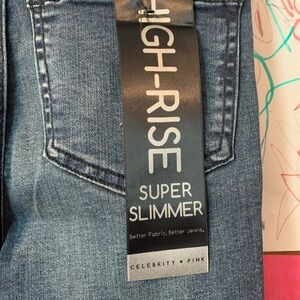 HIGH-RISE
SUPER
SLIMMER
Better Fabric. Better Jeans.
CELEBRITY • PINK